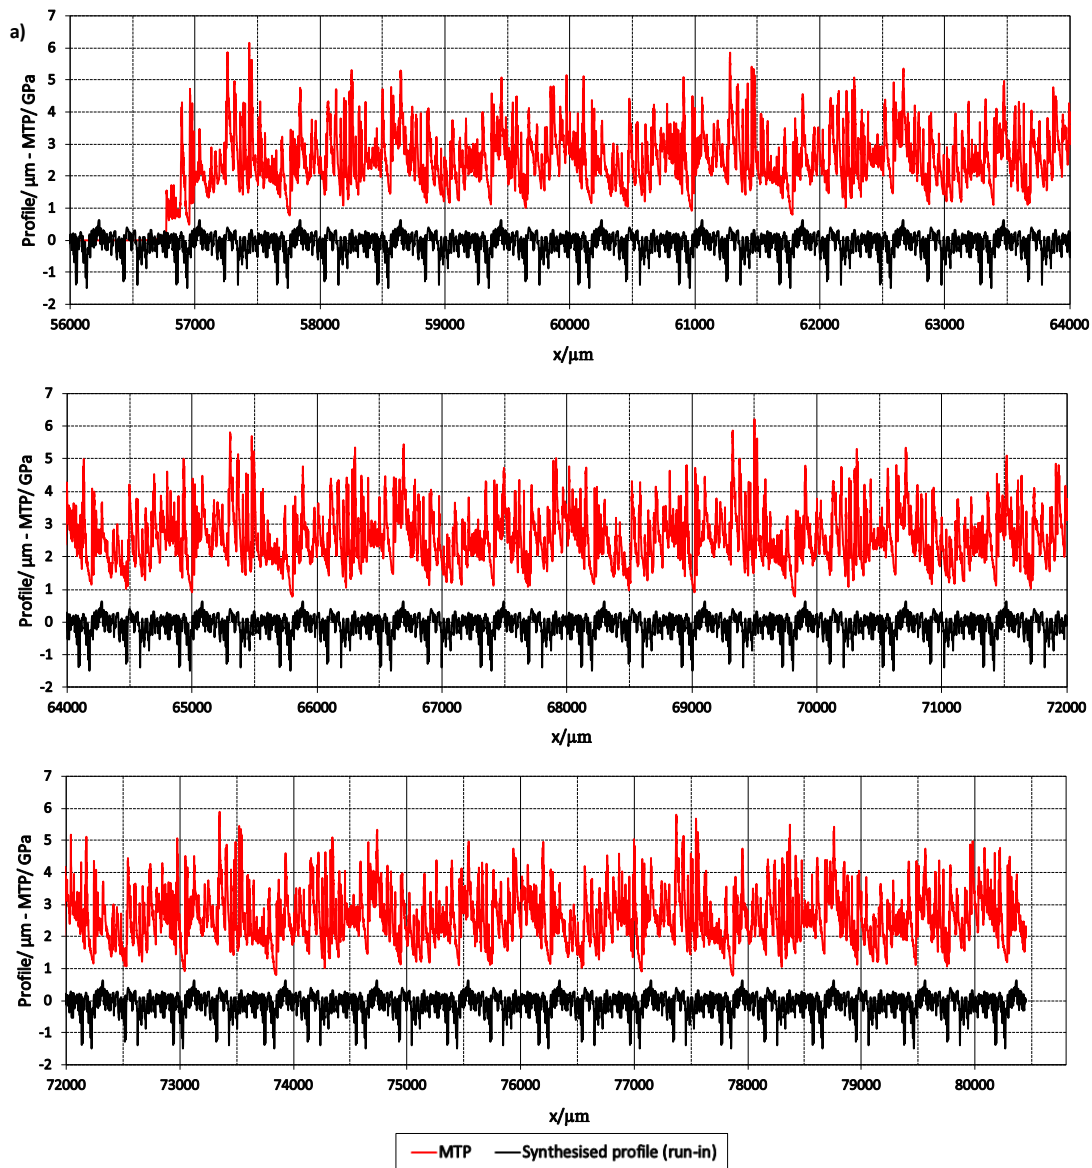 a)
7
6
5
4
3
2
1
0
-1
-2
Profile/ μm - MTP/ GPa
56000 57000 58000 59000 60000 61000 62000 63000 64000
x/μm
7
6
5
4
3
2
1
0
-1
-2
Profile/ μm - MTP/ GPa
64000 65000 66000 67000 68000 69000 70000 71000 72000
x/μm
7
6
5
4
3
2
1
0
-1
-2
Profile/ μm - MTP/ GPa
72000 73000 74000 75000 76000 77000 78000 79000 80000
x/μm
MTP Synthesised profile (run-in)